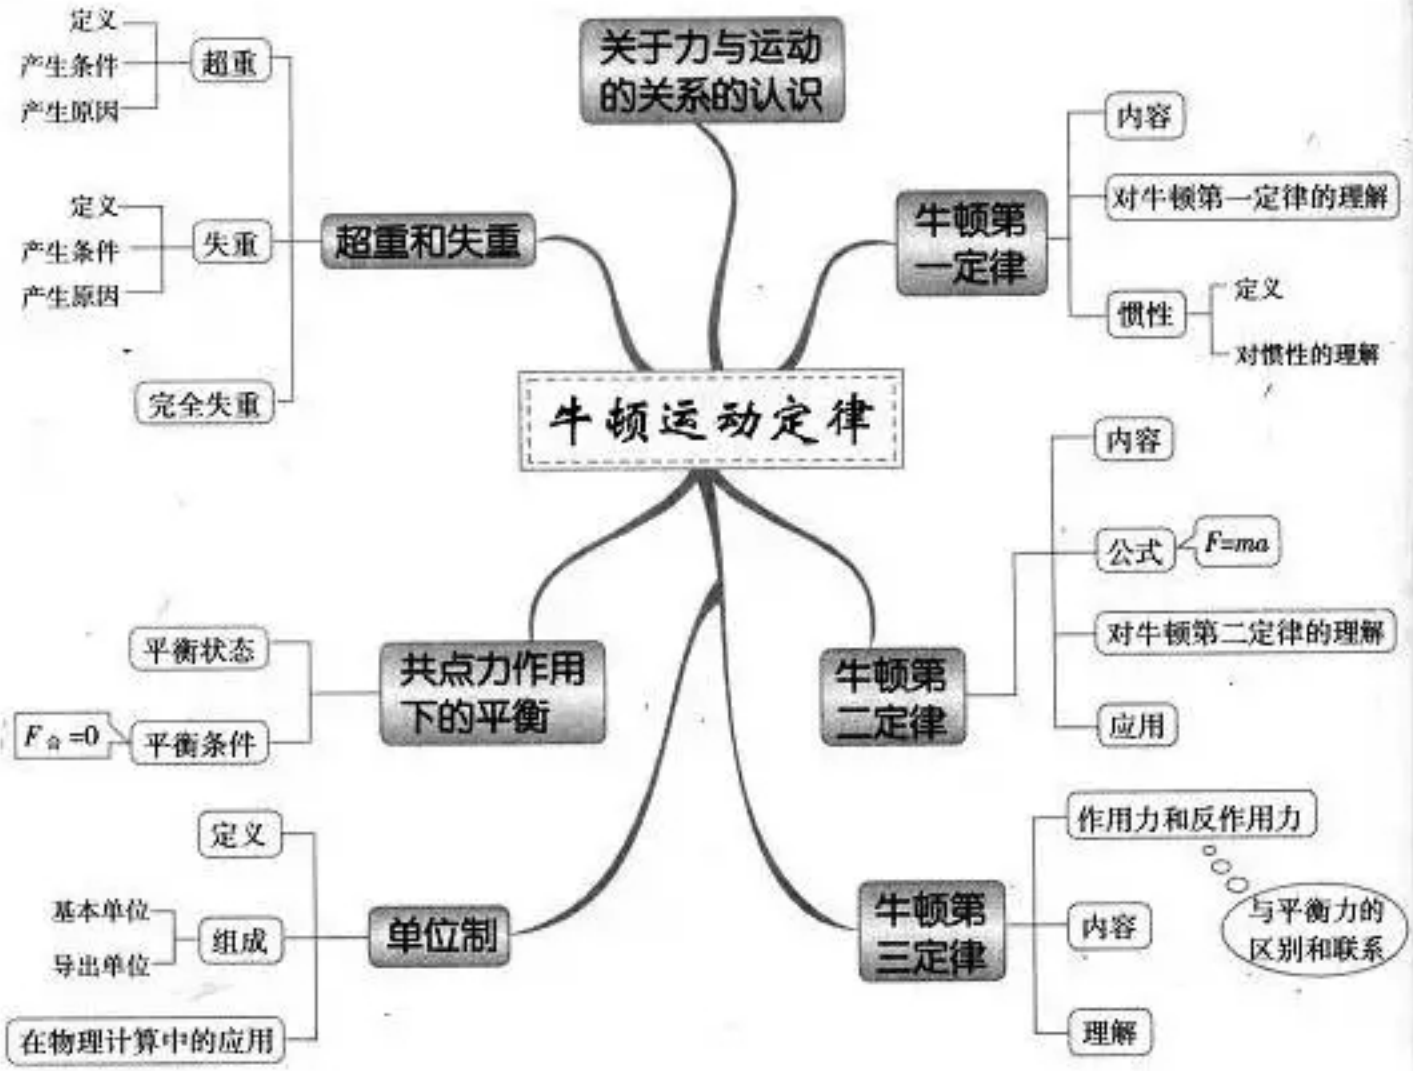 关于力与运动
的关系的认识
定义
产生条件
产生原因
超重
定义
产生条件
产生原因
失重
完全失重
超重和失重
牛顿第
一定律
内容
对牛顿第一定律的理解
惯性
定义
对惯性的理解
牛顿运动定律
内容
公式
F=ma
对牛顿第二定律的理解
应用
牛顿第
二定律
共点力作用
下的平衡
平衡状态
平衡条件
F合=0
定义
基本单位
导出单位
组成
在物理计算中的应用
单位制
牛顿第
三定律
作用力和反作用力
与平衡力的
区别和联系
内容
理解